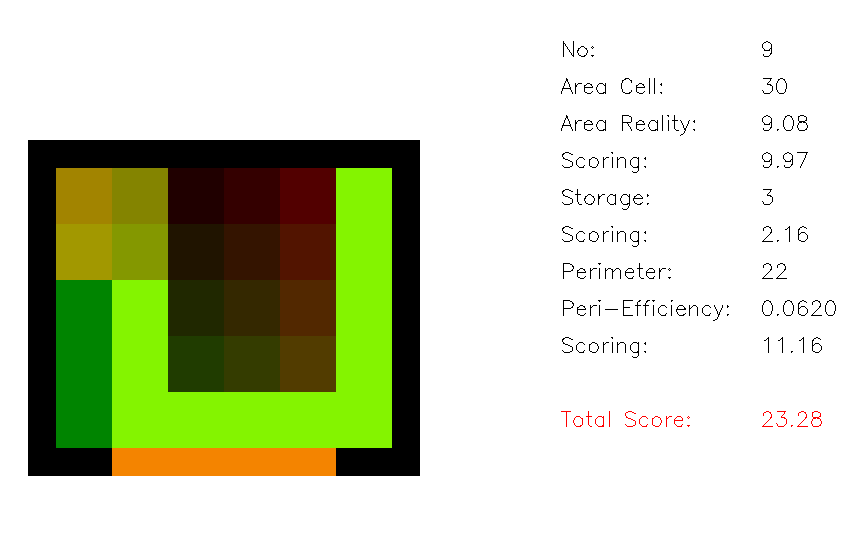 No: 9
Area Cell: 30
Area Reality: 9.08
Scoring: 9.97
Storage: 3
Scoring: 2.16
Perimeter: 22
Peri-Efficiency: 0.0620
Scoring: 11.16
Total Score: 23.28